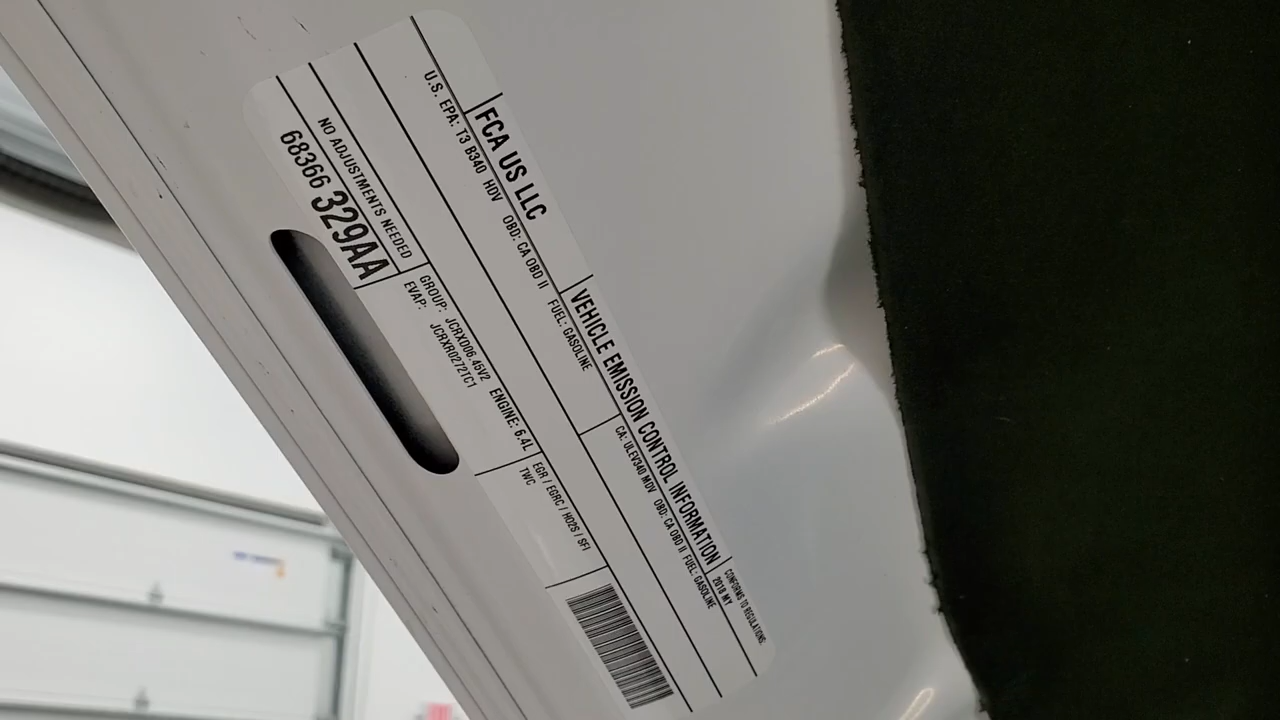 FCA US LLC
VEHICLE EMISSION CONTROL INFORMATION
CONFORMS TO REGULATIONS:
2018 MY
U.S. EPA: T3 B340 HDV OBD: CA OBD II FUEL: GASOLINE
CA: ULEV340 MDV OBD: CA OBD II FUEL: GASOLINE
NO ADJUSTMENTS NEEDED
GROUP: JCRXD06.45V2 ENGINE: 6.4L
EVAP: JCRXR0272TC1
EGR / EGRC / HO2S / SFI
TWC
68366 329AA